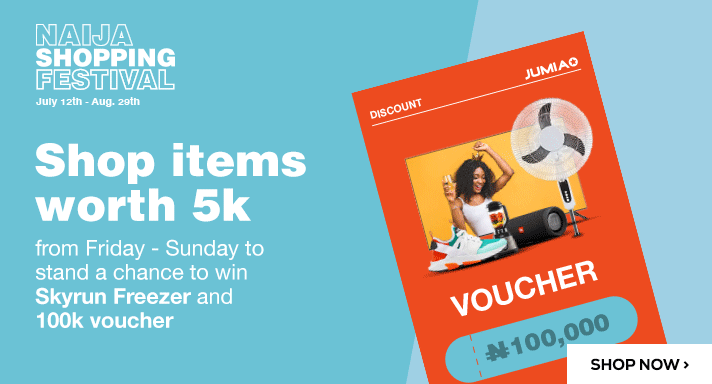 NAIJA
SHOPPING
FESTIVAL
July 12th - Aug. 29th
Shop items
worth 5k
from Friday - Sunday to
stand a chance to win
Skyrun Freezer and
100k voucher
JUMIA
DISCOUNT
VOUCHER
₦100,000
SHOP NOW ›